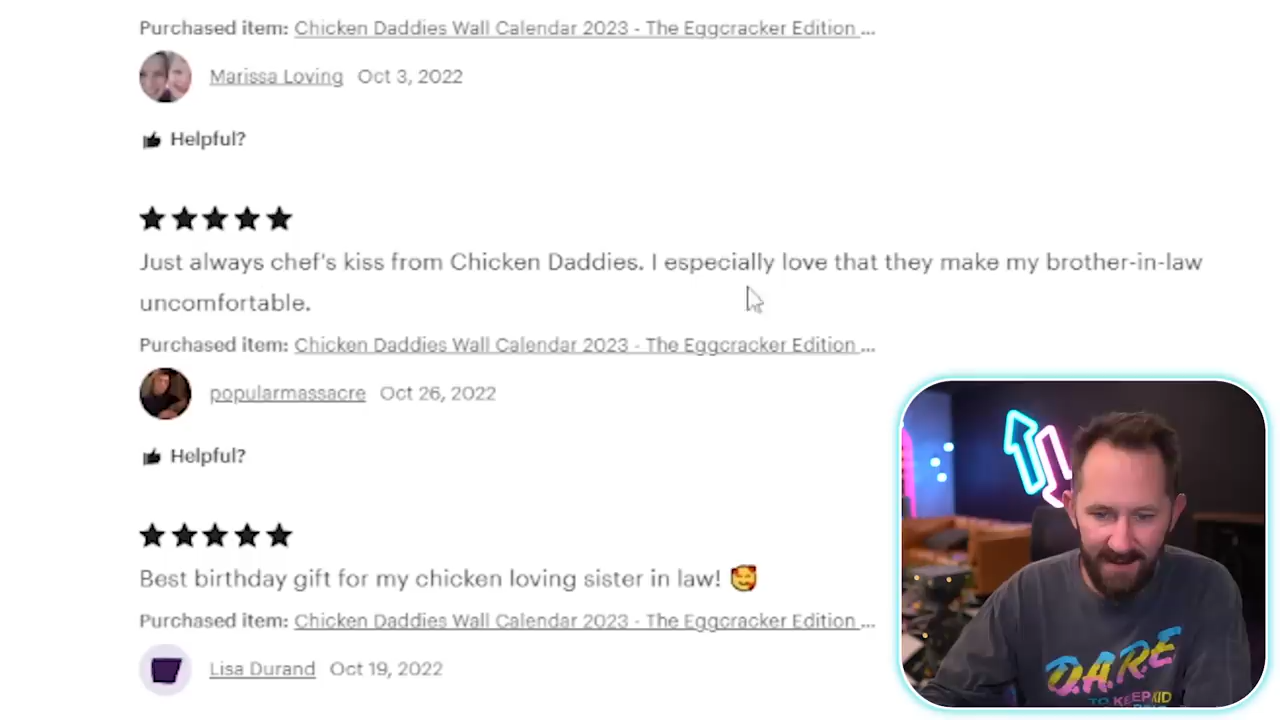 Purchased item: Chicken Daddies Wall Calendar 2023 - The Eggcracker Edition ...
Marissa Loving Oct 3, 2022
Helpful?
Just always chef's kiss from Chicken Daddies. I especially love that they make my brother-in-law
uncomfortable.
Purchased item: Chicken Daddies Wall Calendar 2023 - The Eggcracker Edition ...
popularmassacre Oct 26, 2022
Helpful?
Best birthday gift for my chicken loving sister in law! 🥰
Purchased item: Chicken Daddies Wall Calendar 2023 - The Eggcracker Edition ...
Lisa Durand Oct 19, 2022
D.A.R.E
TO KEEP KID